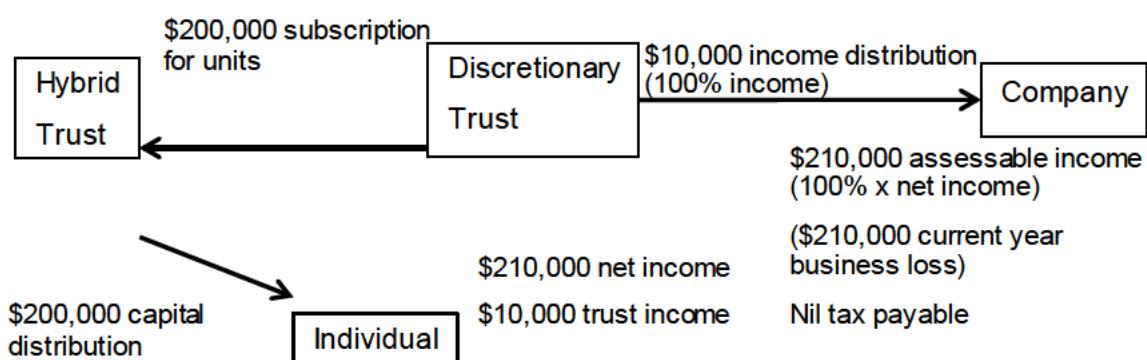 $200,000 subscription
for units
Hybrid
Trust
Discretionary
Trust
$10,000 income distribution
(100% income)
Company
$210,000 assessable income
(100% x net income)
($210,000 current year
business loss)
Nil tax payable
$210,000 net income
$10,000 trust income
$200,000 capital
distribution
Individual